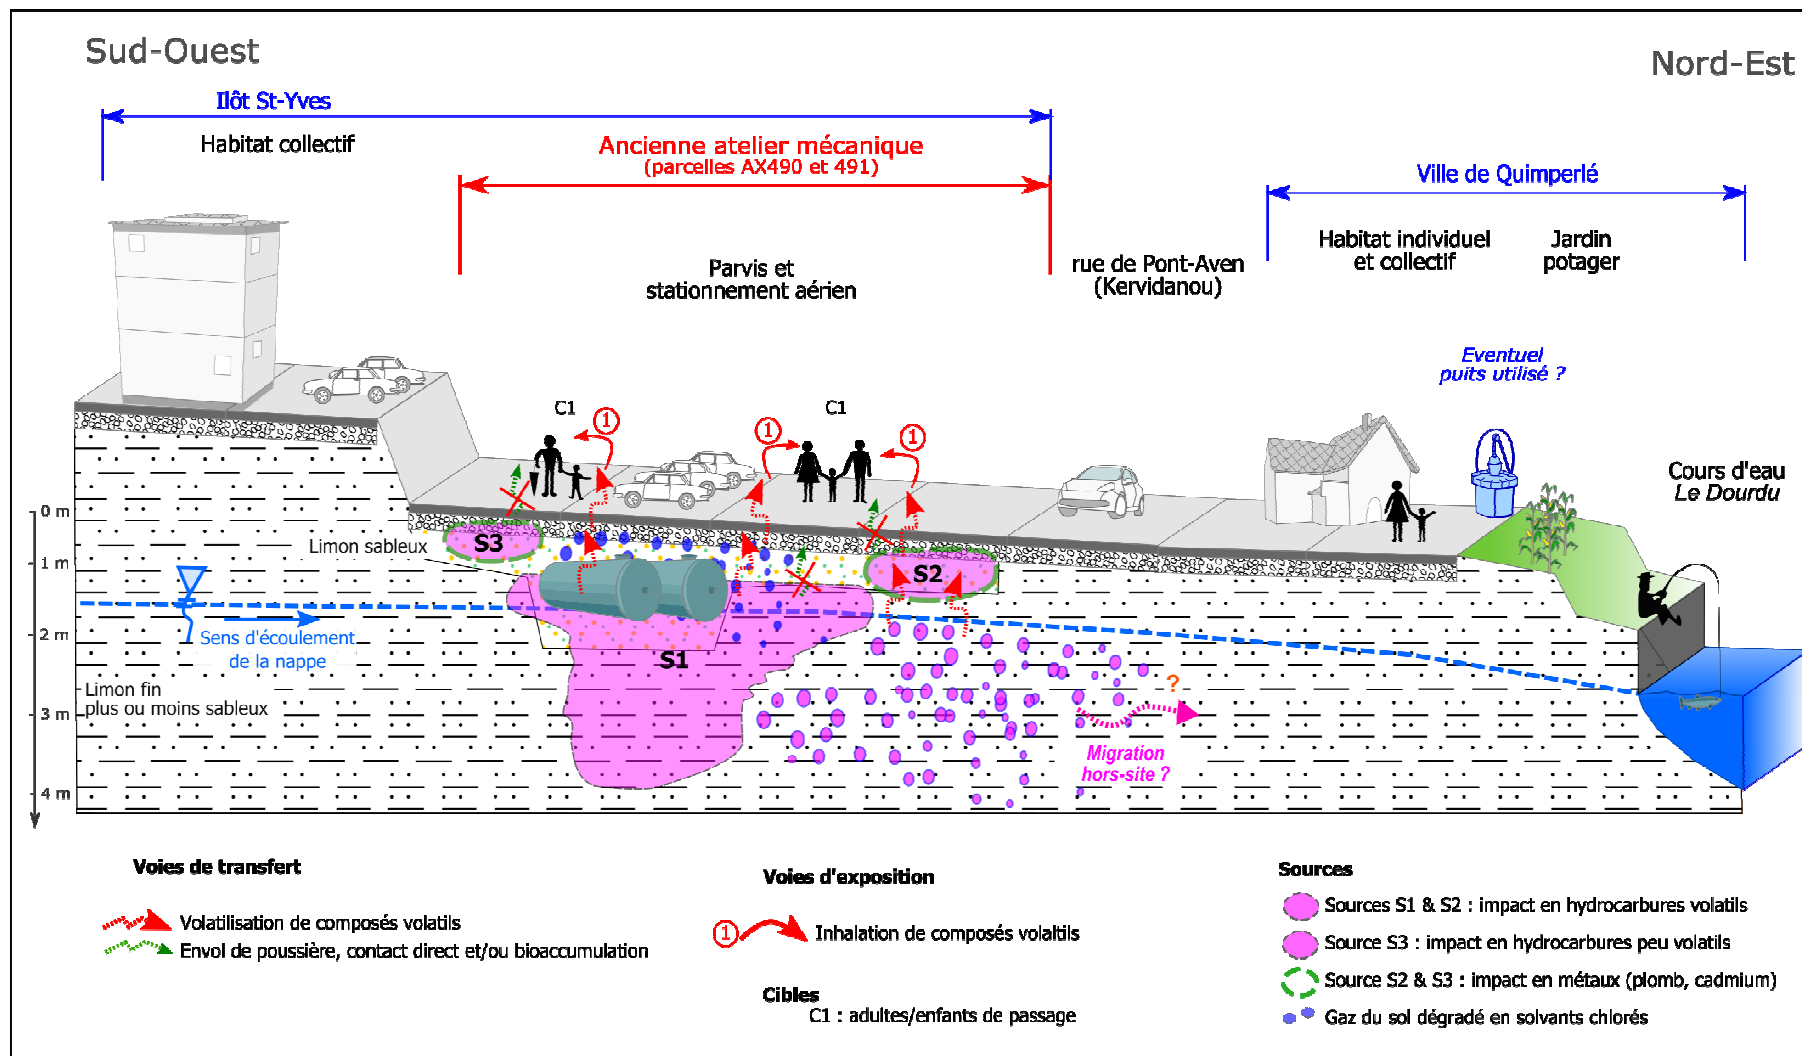 Sud-Ouest
Nord-Est
Ilôt St-Yves
Habitat collectif
Ancienne atelier mécanique
(parcelles AX490 et 491)
Ville de Quimperlé
Parvis et
stationnement aérien
rue de Pont-Aven
(Kervidanou)
Habitat individuel
et collectif
Jardin
potager
Eventuel
puits utilisé ?
Cours d'eau
Le Dourdu
C1
1
1
C1
1
0 m
1 m
2 m
3 m
4 m
Limon sableux
S3
S2
S1
Sens d'écoulement
de la nappe
Limon fin
plus ou moins sableux
?
Migration
hors-site ?
Voies de transfert
Volatilisation de composés volatils
Envol de poussière, contact direct et/ou bioaccumulation
Voies d'exposition
1
Inhalation de composés volaltils
Cibles
C1 : adultes/enfants de passage
Sources
Sources S1 & S2 : impact en hydrocarbures volatils
Source S3 : impact en hydrocarbures peu volatils
Source S2 & S3 : impact en métaux (plomb, cadmium)
Gaz du sol dégradé en solvants chlorés